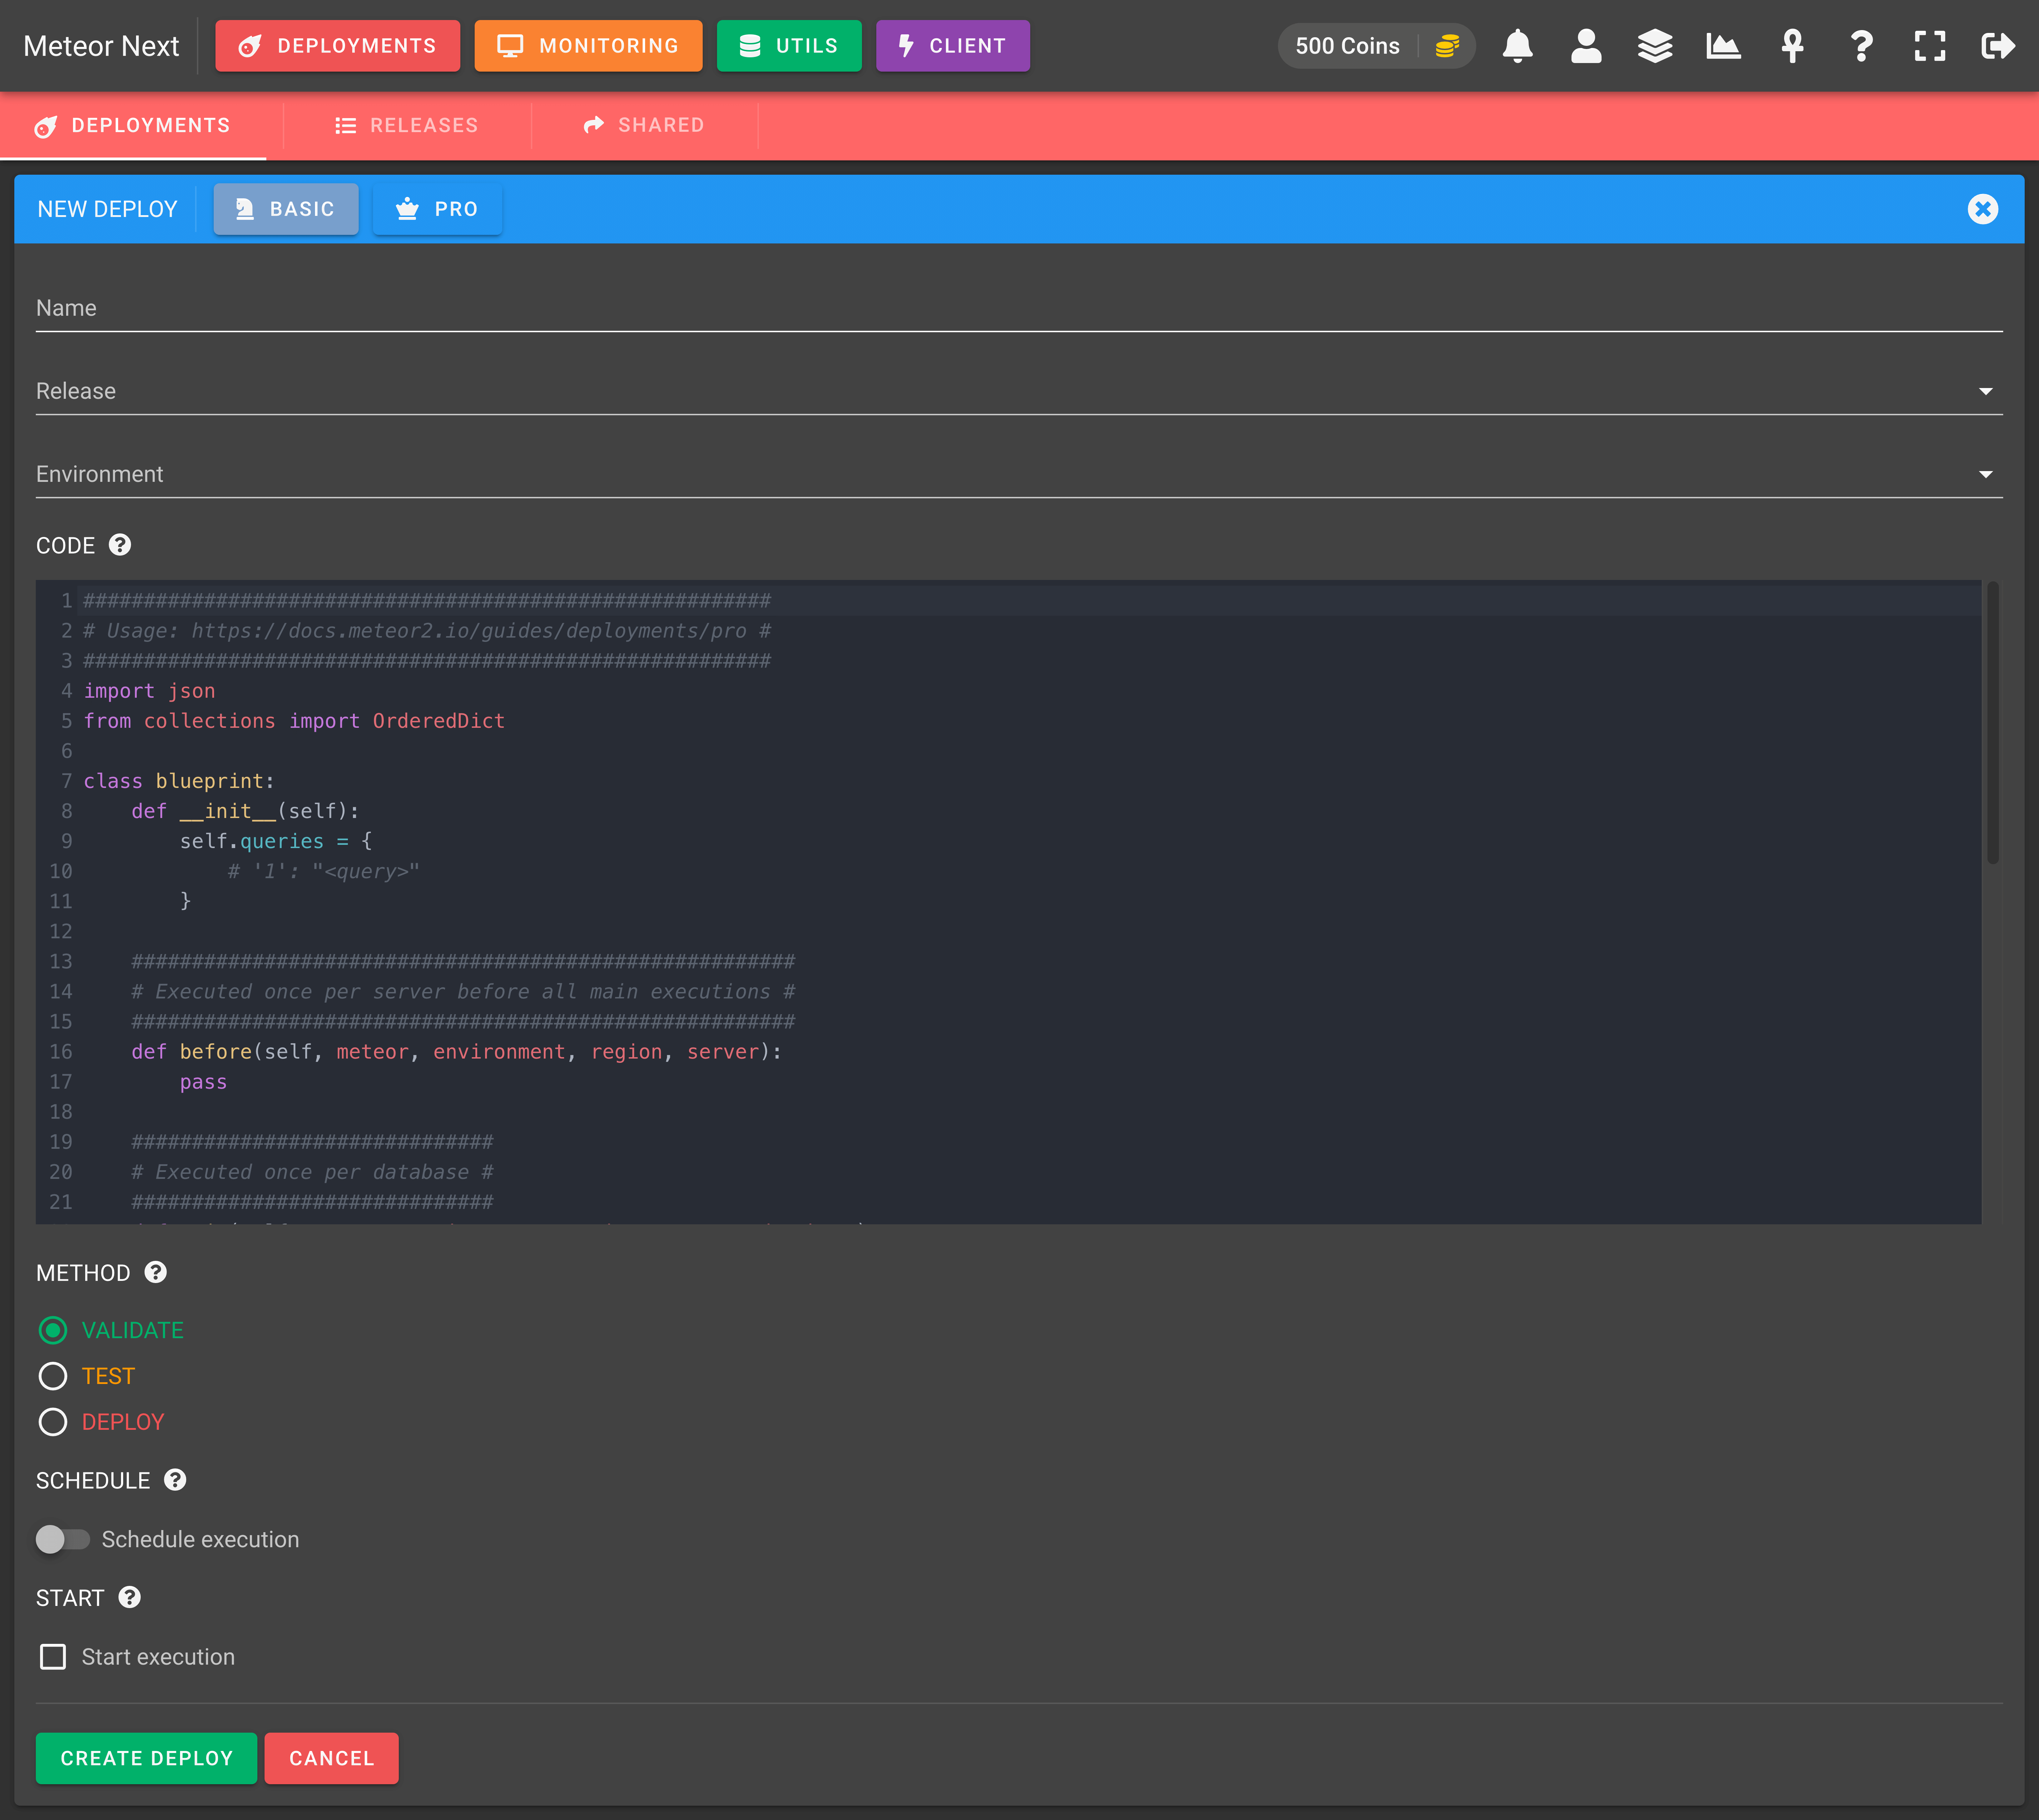 Meteor Next DEPLOYMENTS MONITORING UTILS CLIENT 500 Coins
DEPLOYMENTS RELEASES SHARED
NEW DEPLOY BASIC PRO
Name
Release
Environment
CODE
1 #########################################################
2 # Usage: https://docs.meteor2.io/guides/deployments/pro #
3 #########################################################
4 import json
5 from collections import OrderedDict
6
7 class blueprint:
8     def __init__(self):
9         self.queries = {
10             # '1': "<query>"
11         }
12
13     #######################################################
14     # Executed once per server before all main executions #
15     #######################################################
16     def before(self, meteor, environment, region, server):
17         pass
18
19     ##############################
20     # Executed once per database #
21     ##############################
METHOD
VALIDATE
TEST
DEPLOY
SCHEDULE
Schedule execution
START
Start execution
CREATE DEPLOY CANCEL